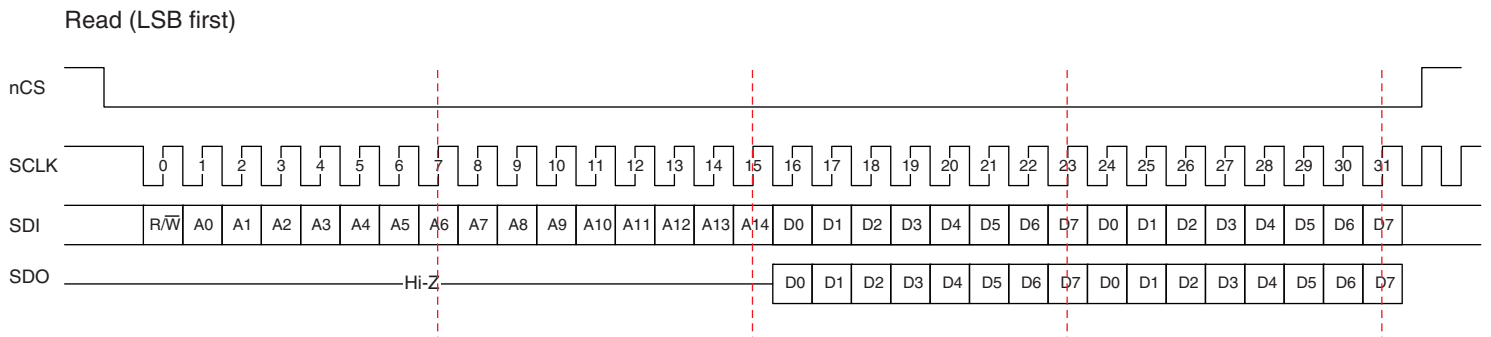 Read (LSB first)
nCS
SCLK 0 1 2 3 4 5 6 7 8 9 10 11 12 13 14 15 16 17 18 19 20 21 22 23 24 25 26 27 28 29 30 31
SDI R/W̅ A0 A1 A2 A3 A4 A5 A6 A7 A8 A9 A10 A11 A12 A13 A14 D0 D1 D2 D3 D4 D5 D6 D7 D0 D1 D2 D3 D4 D5 D6 D7
SDO Hi-Z D0 D1 D2 D3 D4 D5 D6 D7 D0 D1 D2 D3 D4 D5 D6 D7